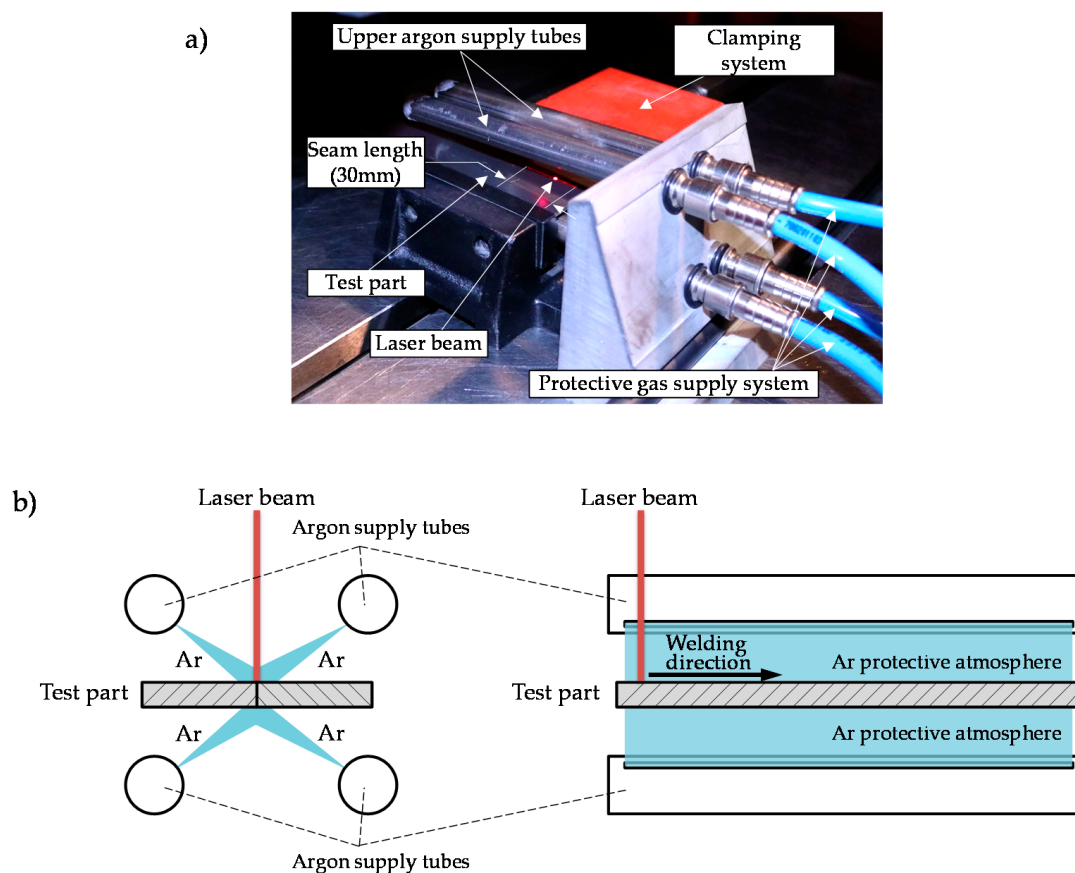 a)
Upper argon supply tubes
Clamping
system
Seam length
(30mm)
Test part
Laser beam
Protective gas supply system
b)
Laser beam
Argon supply tubes
Ar
Ar
Test part
Ar
Ar
Argon supply tubes
Laser beam
Welding
direction
Ar protective atmosphere
Test part
Ar protective atmosphere